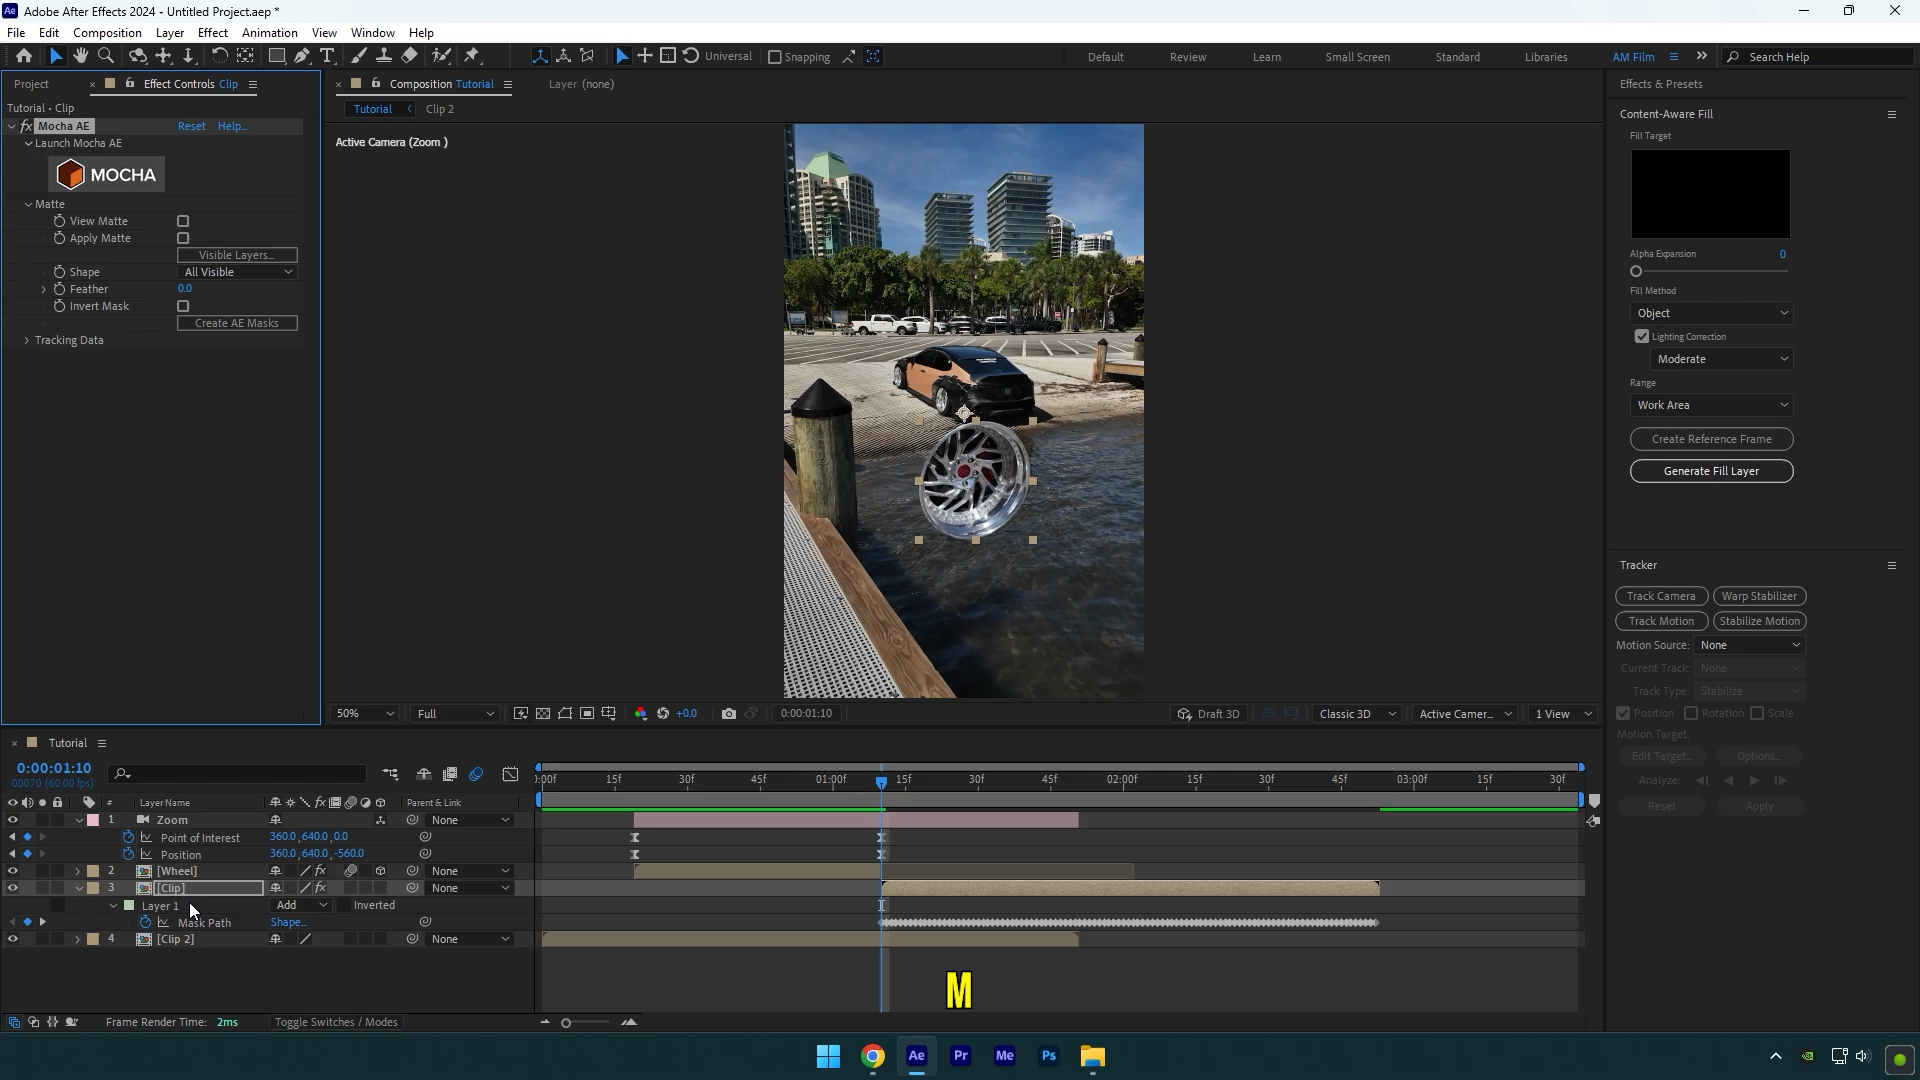 Adobe After Effects 2024 - Untitled Project.aep *
File Edit Composition Layer Effect Animation View Window Help
Universal Snapping Default Review Learn Small Screen Standard Libraries AM Film Search Help
Project Effect Controls Clip
Tutorial • Clip
fx Mocha AE Reset Help...
Launch Mocha AE
MOCHA
Matte
View Matte
Apply Matte
Visible Layers...
Shape All Visible
Feather 0.0
Invert Mask
Create AE Masks
Tracking Data
Composition Tutorial Layer (none)
Tutorial Clip 2
Active Camera (Zoom )
50% Full +0.0 0:00:01:10 Draft 3D Classic 3D Active Camer... 1 View
Effects & Presets
Content-Aware Fill
Fill Target
Alpha Expansion 0
Fill Method
Object
Lighting Correction
Moderate
Range
Work Area
Create Reference Frame
Generate Fill Layer
Tracker
Track Camera Warp Stabilizer
Track Motion Stabilize Motion
Motion Source: None
Current Track: None
Track Type: Stabilize
Position Rotation Scale
Motion Target:
Edit Target... Options...
Analyze:
Reset Apply
Tutorial
0:00:01:10
00070 (60.00 fps)
:00f 15f 30f 45f 01:00f 15f 30f 45f 02:00f 15f 30f 45f 03:00f 15f 30f
# Layer Name fx Parent & Link
1 Zoom None
Point of Interest 360.0,640.0,0.0
Position 360.0,640.0,-560.0
2 [Wheel] fx None
3 [Clip] fx None
Layer 1 Add Inverted
Mask Path Shape...
4 [Clip 2] None
M
Frame Render Time: 2ms Toggle Switches / Modes
Ae Pr Me Ps